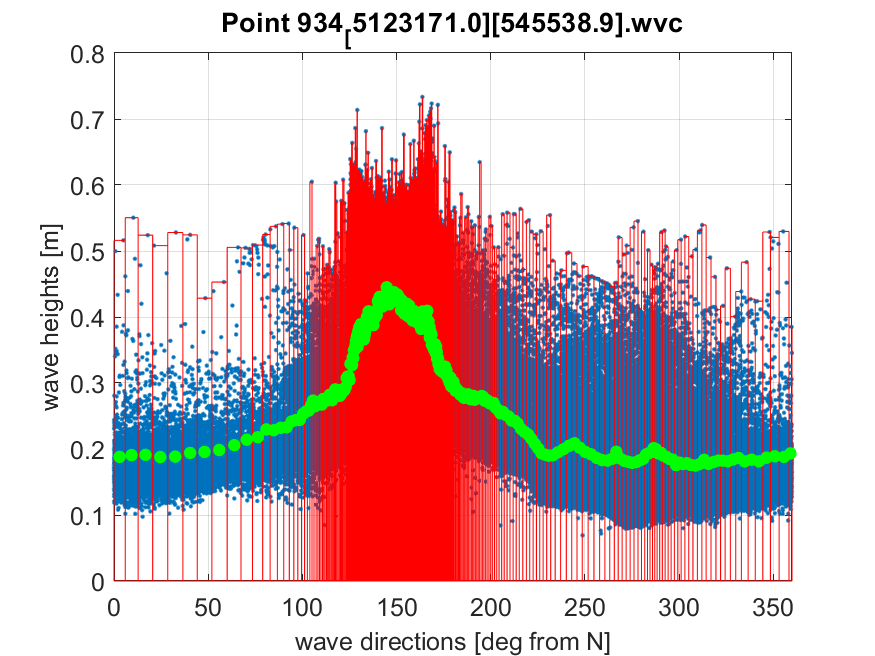 Point 934[5123171.0][545538.9].wvc
0.8
0.7
0.6
0.5
0.4
0.3
0.2
0.1
0
wave heights [m]
0 50 100 150 200 250 300 350
wave directions [deg from N]